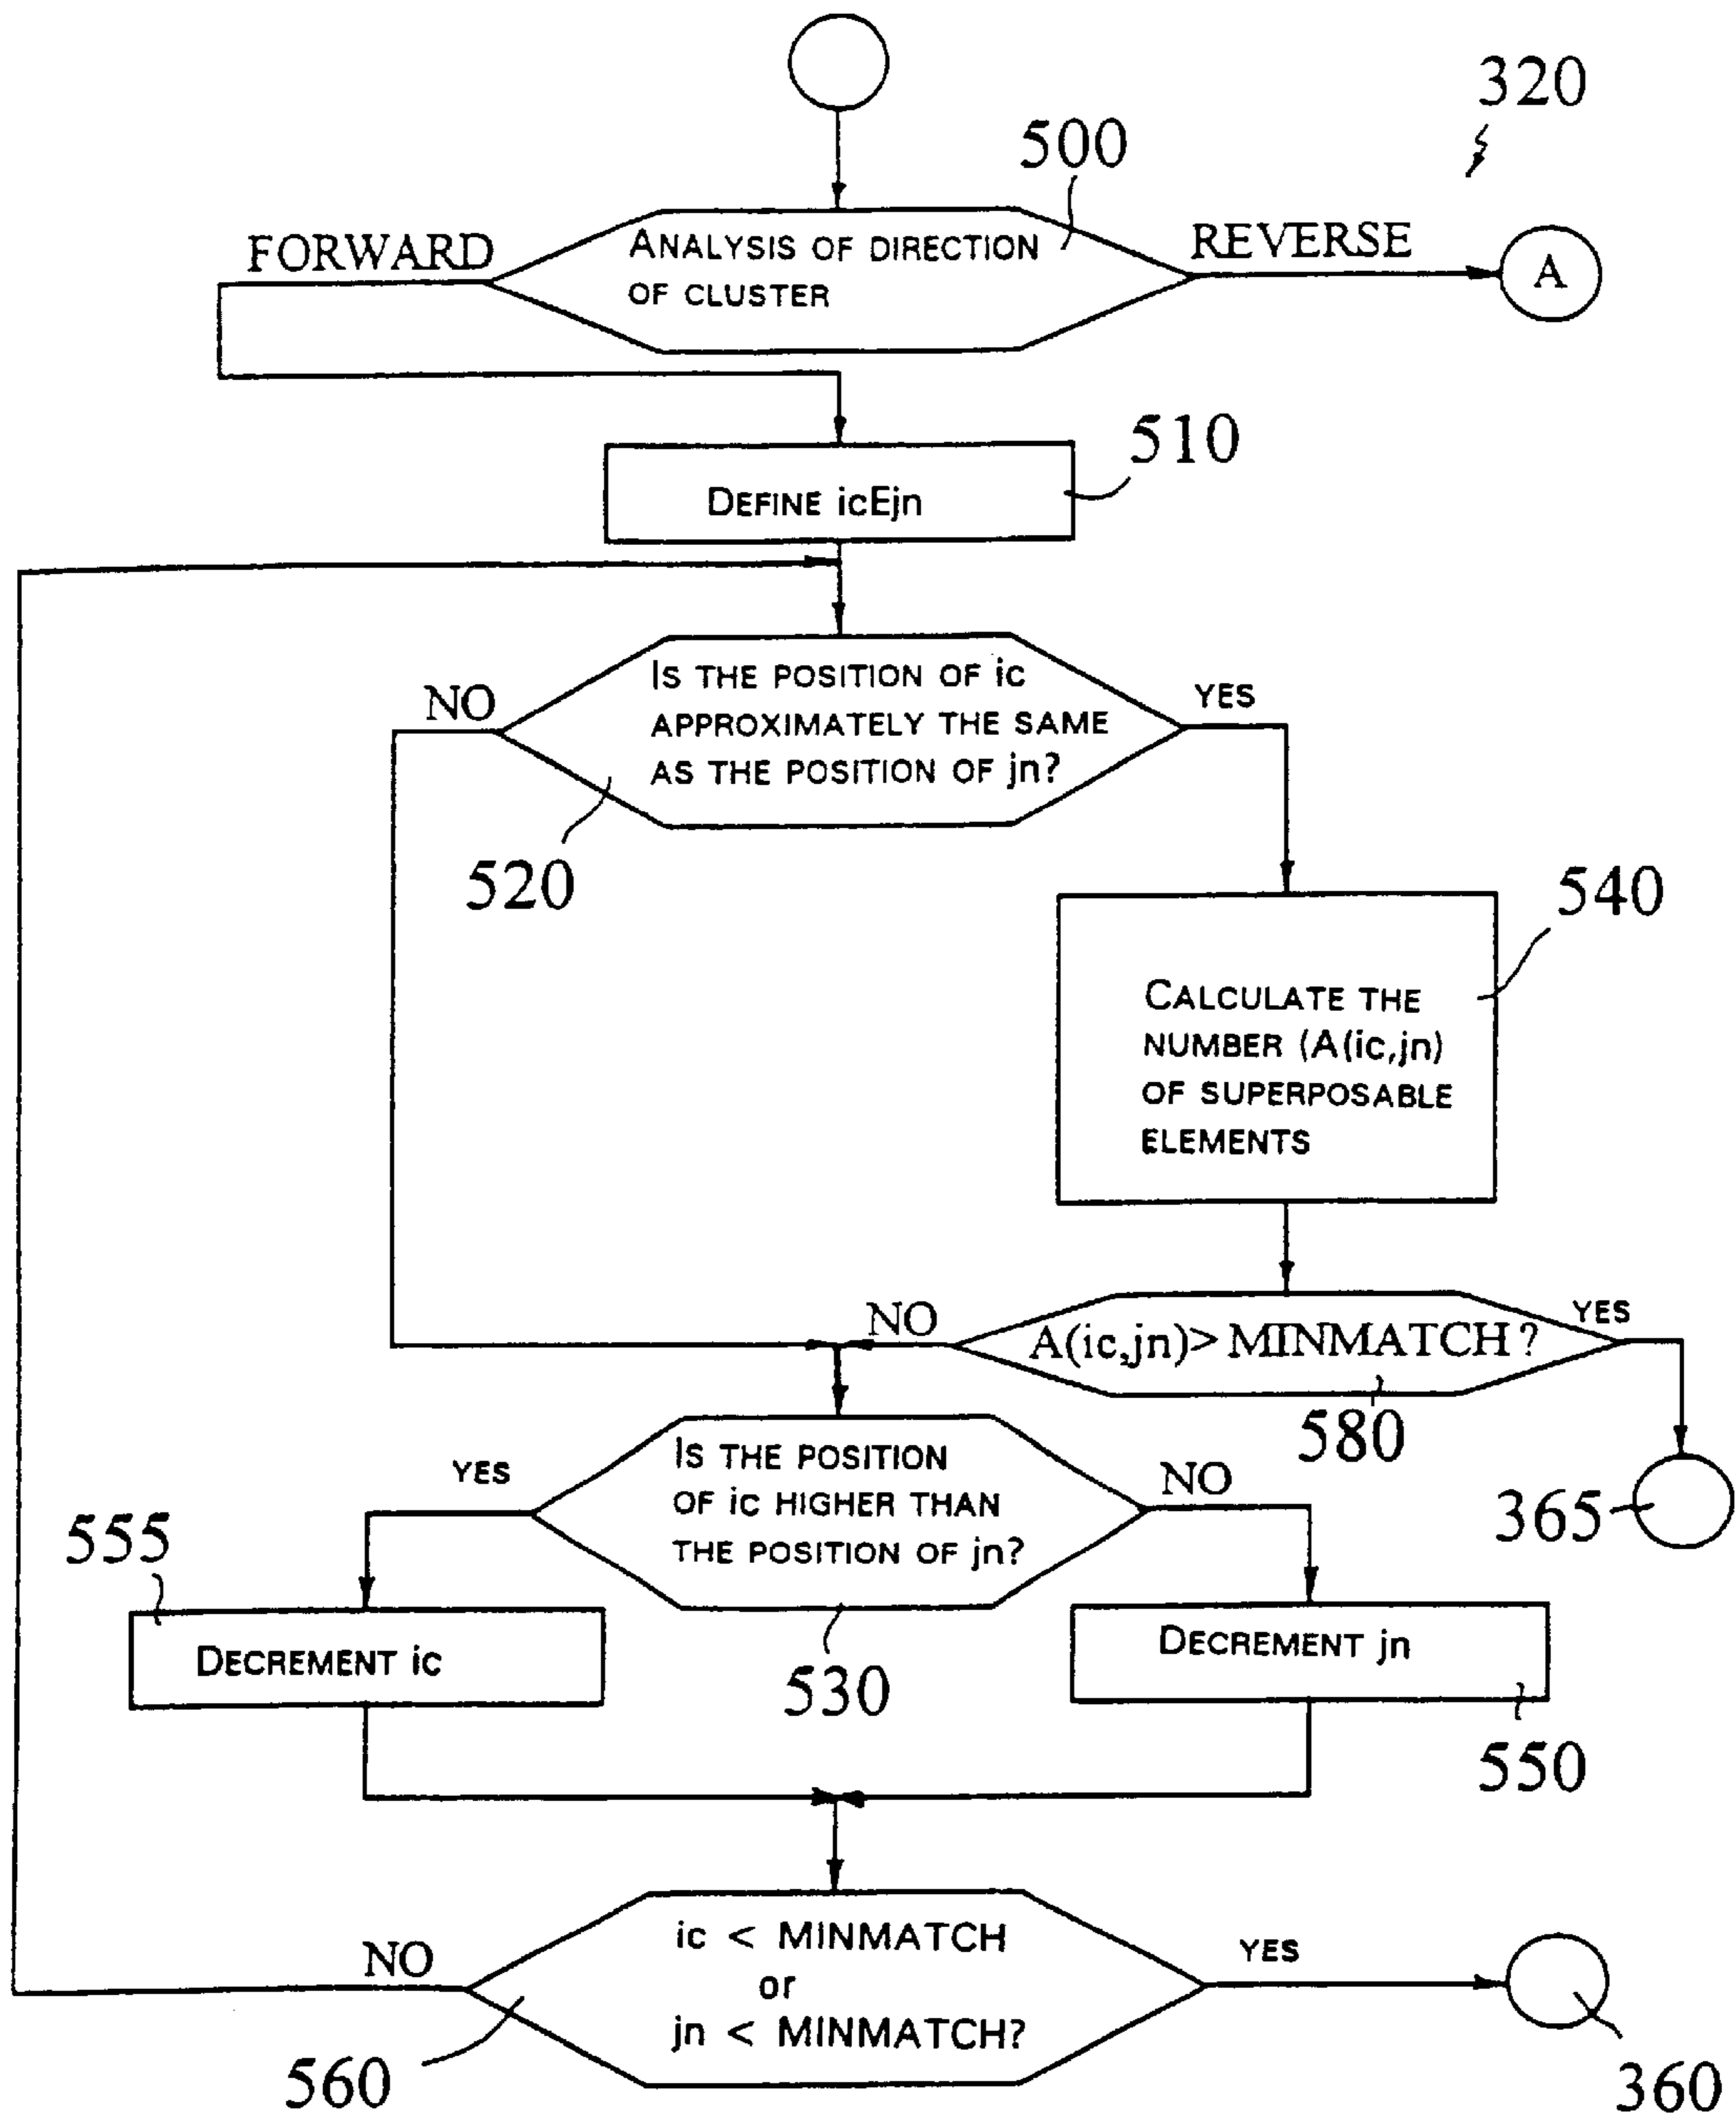 320
500
FORWARD
ANALYSIS OF DIRECTION
OF CLUSTER
REVERSE
A
510
DEFINE icEjn
NO
IS THE POSITION OF ic
APPROXIMATELY THE SAME
AS THE POSITION OF jn?
YES
520
540
CALCULATE THE
NUMBER (A(ic,jn)
OF SUPERPOSABLE
ELEMENTS
NO
A(ic,jn)> MINMATCH ?
YES
580
365
YES
IS THE POSITION
OF ic HIGHER THAN
THE POSITION OF jn?
NO
555
DECREMENT ic
530
DECREMENT jn
550
NO
ic < MINMATCH
or
jn < MINMATCH?
YES
560
360